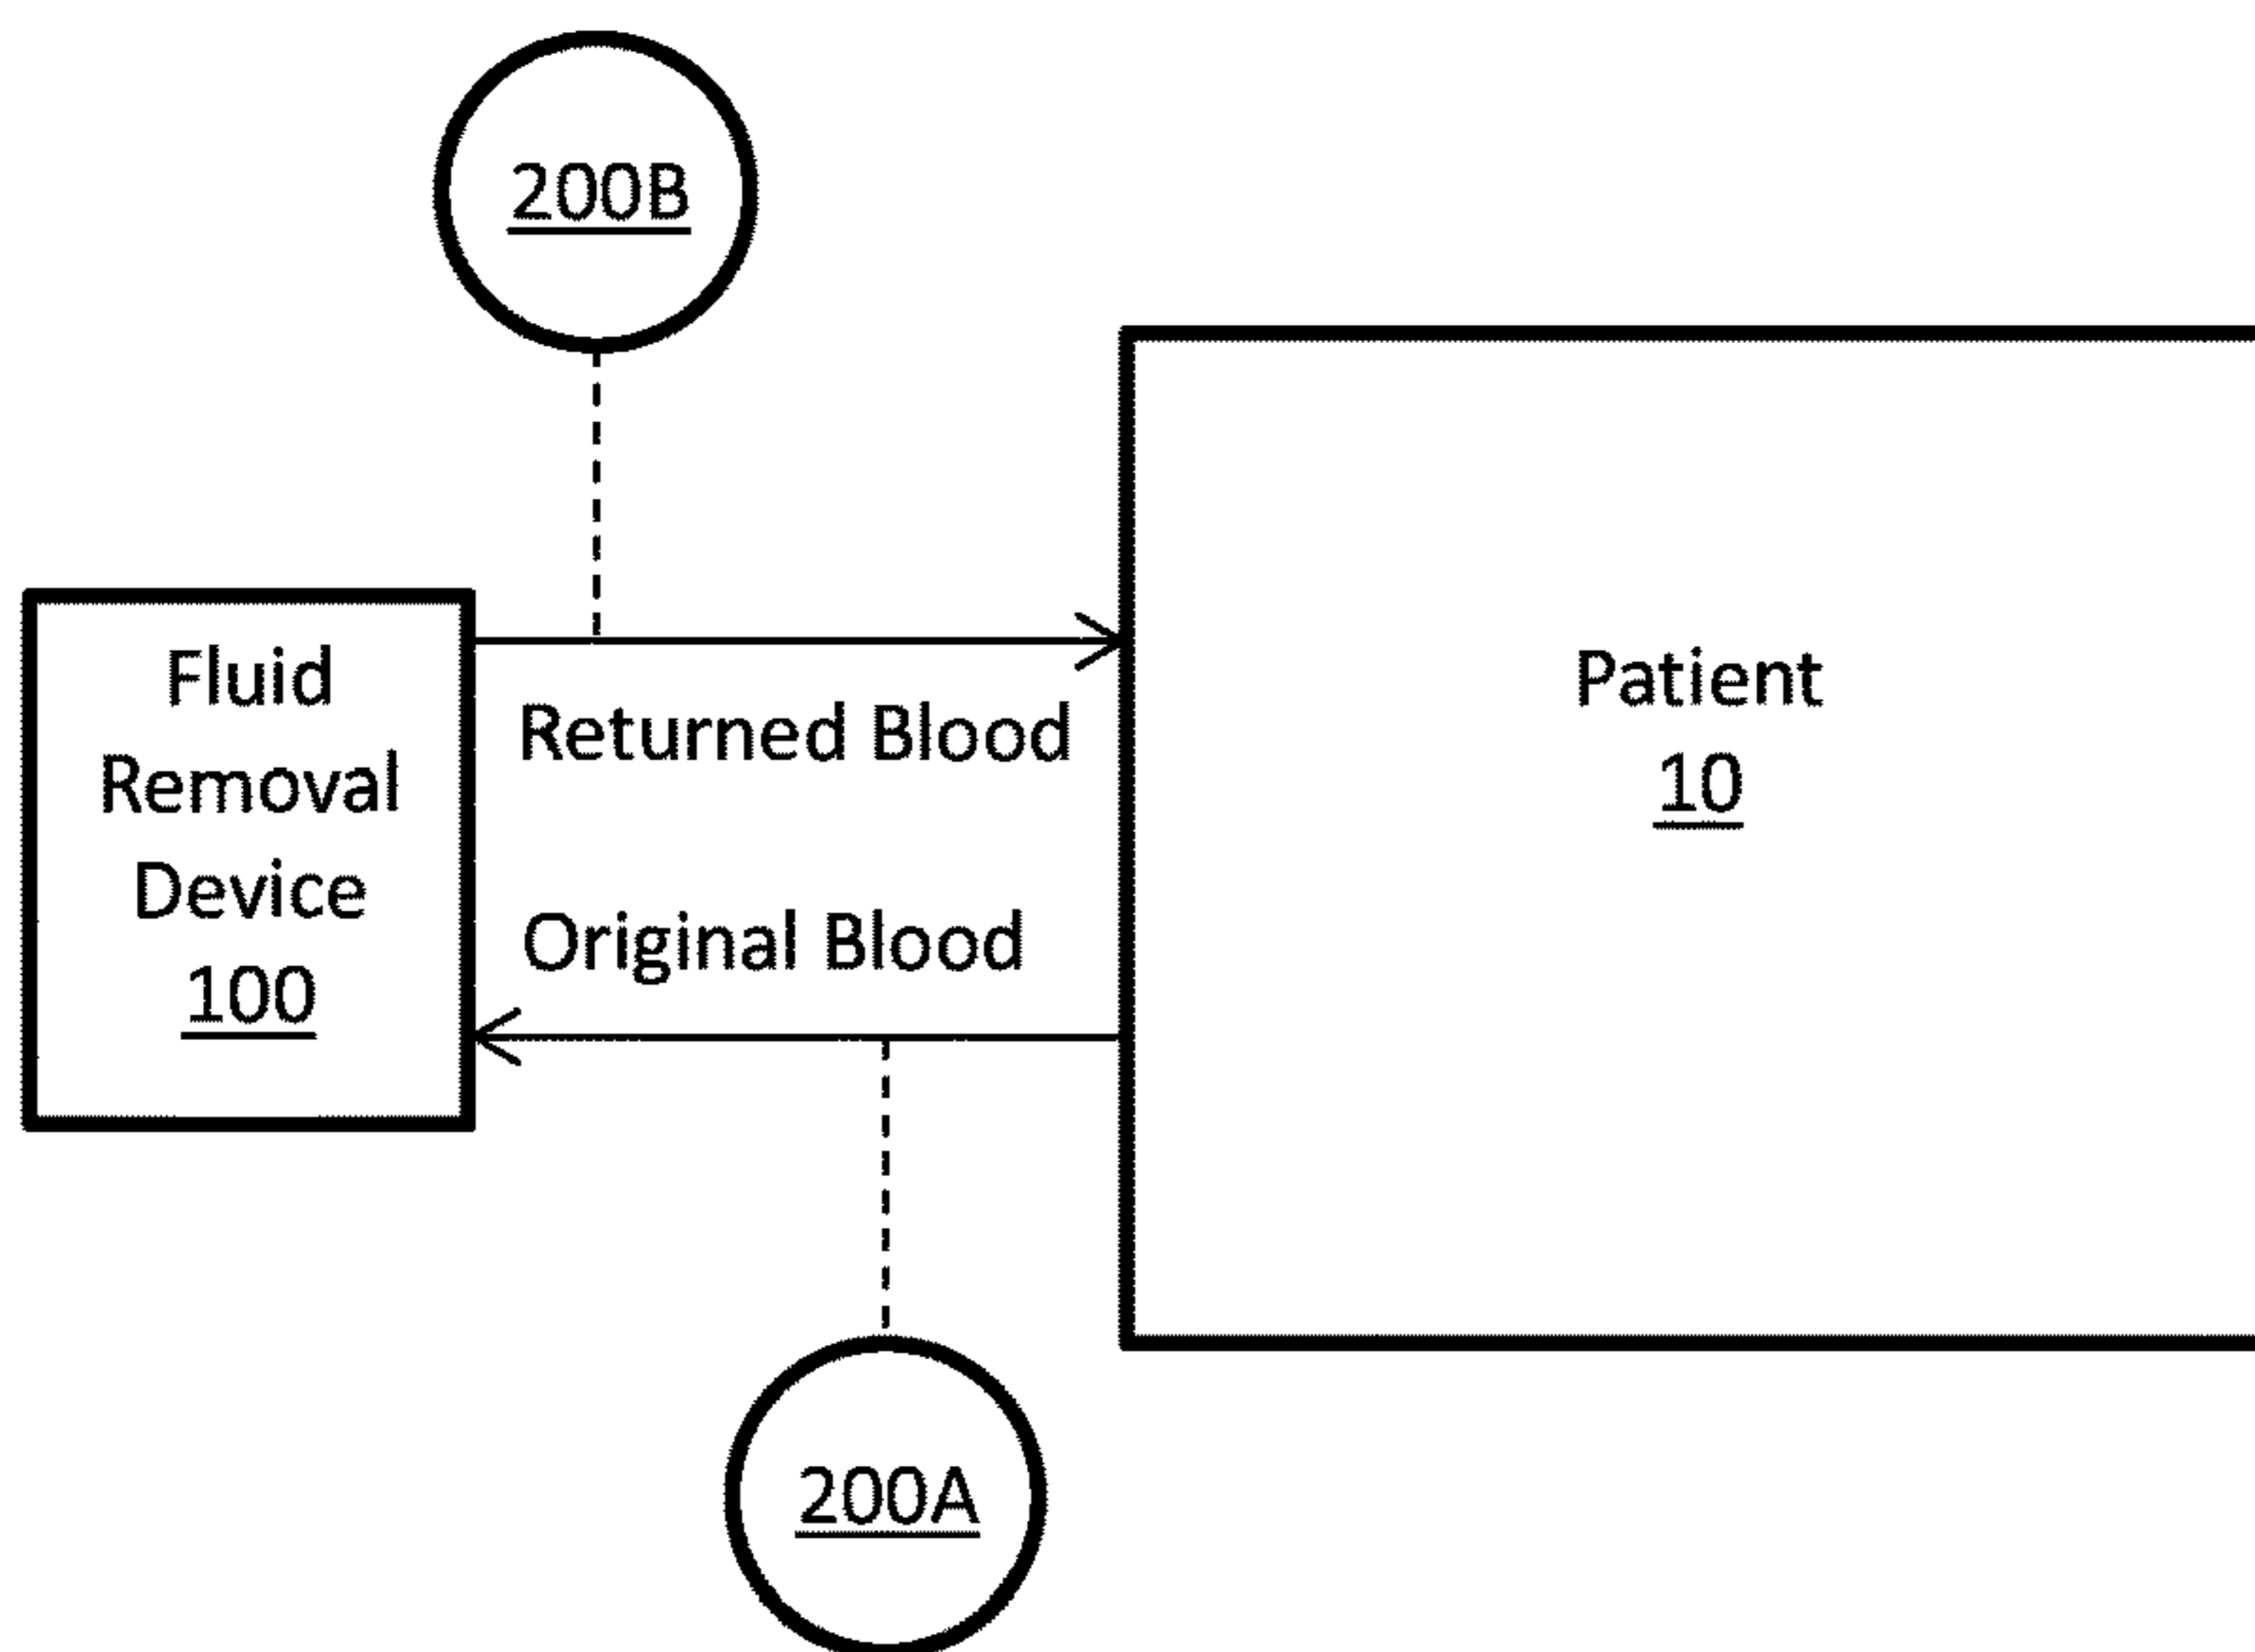 200B
Fluid
Removal
Device
100
Returned Blood
Original Blood
Patient
10
200A